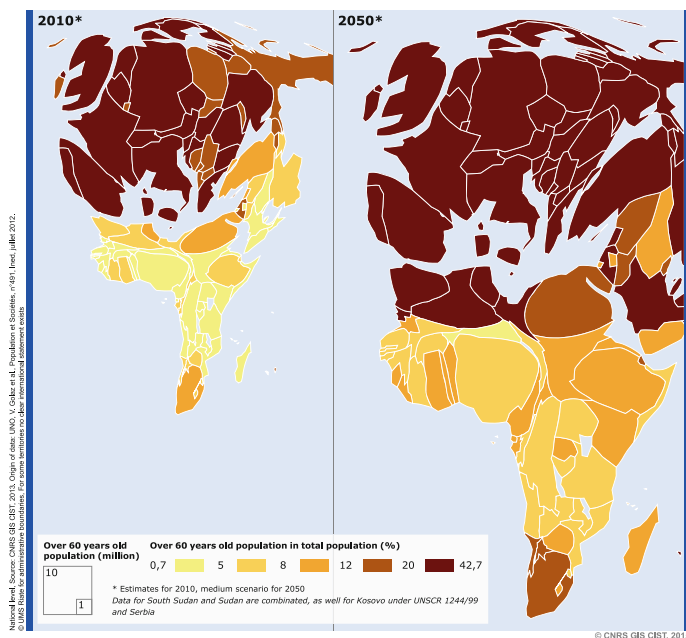 2010*
2050*
National level. Source: CNRS GIS CIST, 2013. Origin of data: UNO, V. Golaz et al., Population et Sociétés, n°491, Ined, juillet 2012.
© UMS Riate for administrative boundaries. For some territories no clear international statement exists
Over 60 years old
population (million)
10
1
Over 60 years old population in total population (%)
0,7 5 8 12 20 42,7
* Estimates for 2010, medium scenario for 2050
Data for South Sudan and Sudan are combined, as well for Kosovo under UNSCR 1244/99
and Serbia
© CNRS GIS CIST, 201